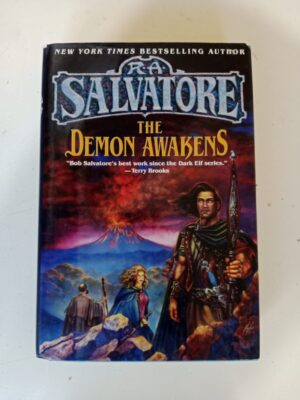 NEW YORK TIMES BESTSELLING AUTHOR
R.A.
SALVATORE
THE
DEMON AWAKENS
"Bob Salvatore's best work since the Dark Elf series."
—Terry Brooks